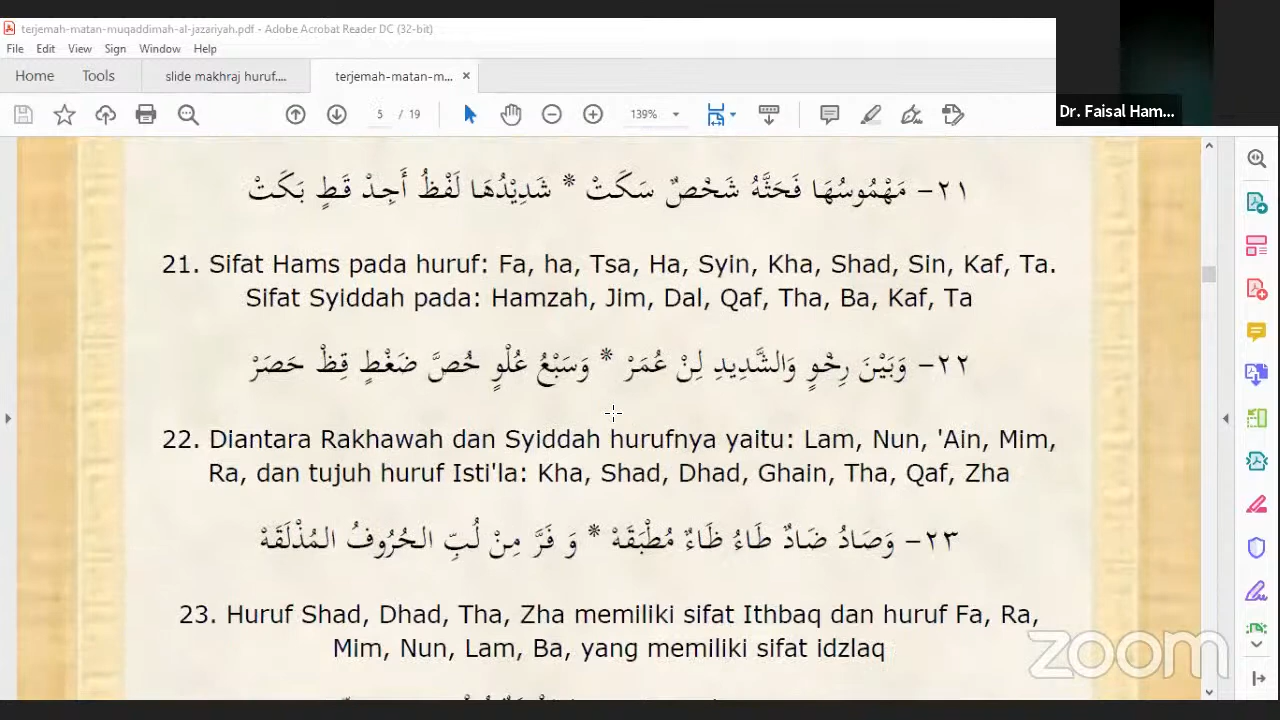 terjemah-matan-muqaddimah-al-jazariyah.pdf - Adobe Acrobat Reader DC (32-bit)
File Edit View Sign Window Help
Home Tools slide makhraj huruf.... terjemah-matan-m... ×
5 / 19 139%
Dr. Faisal Ham...
٢١- مَهْمُوسُهَا فَحَثَّهُ شَخْصٌ سَكَتْ * شَدِيْدُهَا لَفْظُ أَجِدْ قَطٍ بَكَتْ
21. Sifat Hams pada huruf: Fa, ha, Tsa, Ha, Syin, Kha, Shad, Sin, Kaf, Ta.
Sifat Syiddah pada: Hamzah, Jim, Dal, Qaf, Tha, Ba, Kaf, Ta
٢٢- وَبَيْنَ رِخْوٍ وَالشَّدِيدِ لِنْ عُمَرْ * وَسَبْعُ عُلْوٍ خُصَّ ضَغْطٍ قِظْ حَصَرْ
22. Diantara Rakhawah dan Syiddah hurufnya yaitu: Lam, Nun, 'Ain, Mim,
Ra, dan tujuh huruf Isti'la: Kha, Shad, Dhad, Ghain, Tha, Qaf, Zha
٢٣- وَصَادُ ضَادٌ طَاءُ ظَاءٌ مُطْبَقَهْ * وَ فَرَّ مِنْ لُبِّ الحُرُوفُ المُذْلَقَهْ
23. Huruf Shad, Dhad, Tha, Zha memiliki sifat Ithbaq dan huruf Fa, Ra,
Mim, Nun, Lam, Ba, yang memiliki sifat idzlaq
zoom